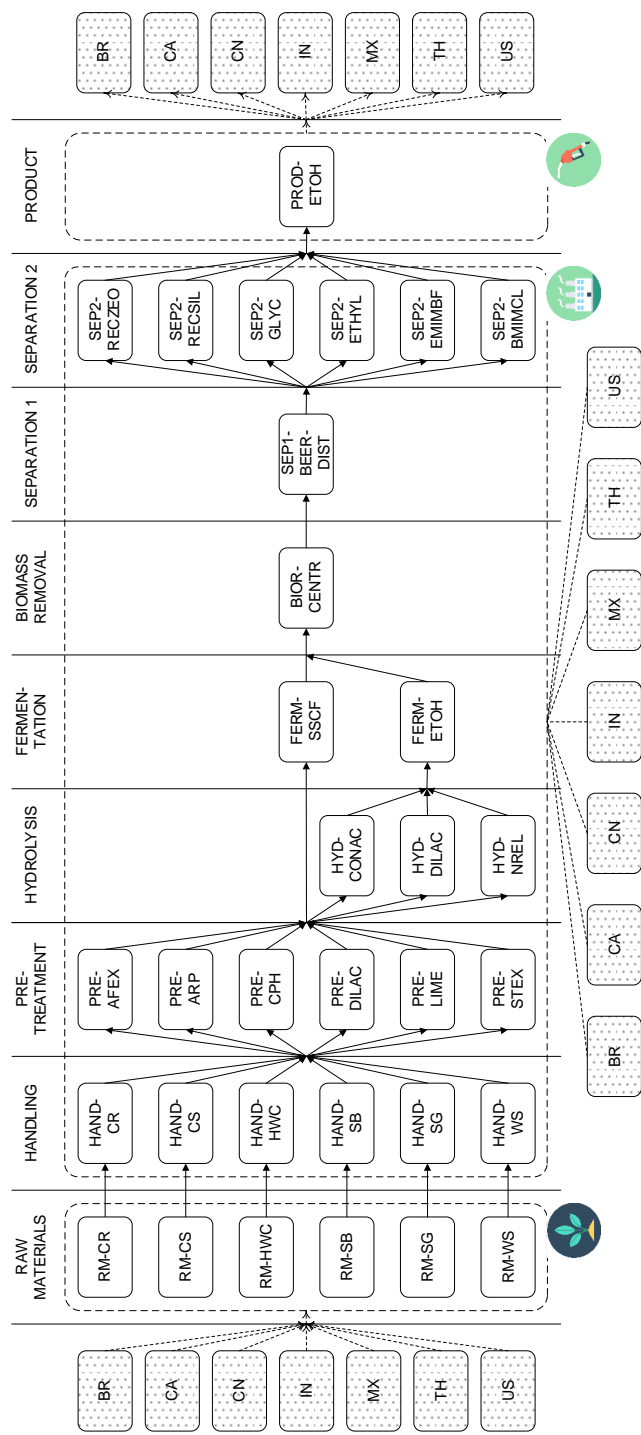 BR
CA
CN
IN
MX
TH
US
RAW
MATERIALS
RM-CR
RM-CS
RM-HWC
RM-SB
RM-SG
RM-WS
HANDLING
HAND-
CR
HAND-
CS
HAND-
HWC
HAND-
SB
HAND-
SG
HAND-
WS
PRE-
TREATMENT
PRE-
AFEX
PRE-
ARP
PRE-
CPH
PRE-
DILAC
PRE-
LIME
PRE-
STEX
HYDROLYSIS
HYD-
CONAC
HYD-
DILAC
HYD-
NREL
FERMEN-
TATION
FERM-
SSCF
FERM-
ETOH
BIOMASS
REMOVAL
BIOR-
CENTR
SEPARATION 1
SEP1-
BEER-
DIST
SEPARATION 2
SEP2-
RECZEO
SEP2-
RECSIL
SEP2-
GLYC
SEP2-
ETHYL
SEP2-
EMIMBF
SEP2-
BMIMCL
PRODUCT
PROD-
ETOH
BR
CA
CN
IN
MX
TH
US
BR
CA
CN
IN
MX
TH
US